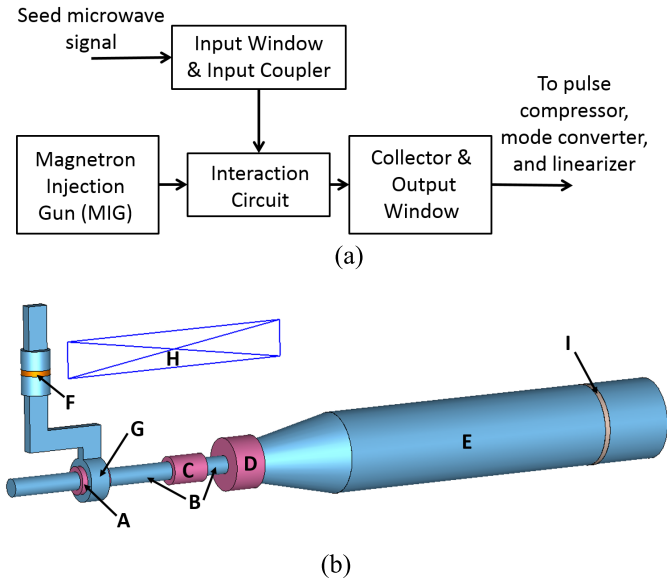 Seed microwave
signal
Input Window
& Input Coupler
To pulse
compressor,
mode converter,
and linearizer
Magnetron
Injection
Gun (MIG)
Interaction
Circuit
Collector &
Output
Window
(a)
H
I
F
G
E
D
C
B
A
(b)